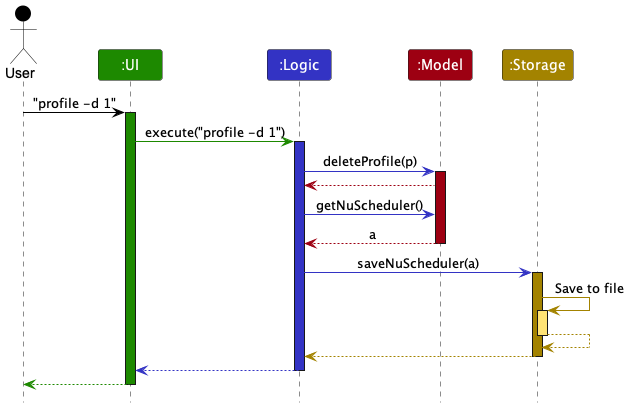 User
:UI
:Logic
:Model
:Storage
"profile -d 1"
execute("profile -d 1")
deleteProfile(p)
getNuScheduler()
a
saveNuScheduler(a)
Save to file